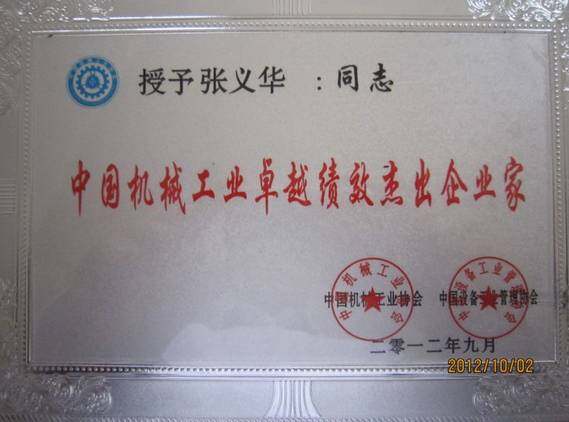 授予张义华 ：同志
中国机械工业卓越绩效杰出企业家
中国机械工业协会 中国设备工业管理协会
二零一二年九月
2012/10/02